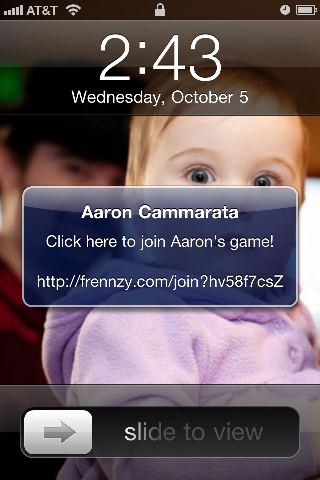 AT&T
2:43
Wednesday, October 5
Aaron Cammarata
Click here to join Aaron's game!
http://frennzy.com/join?hv58f7csZ
slide to view